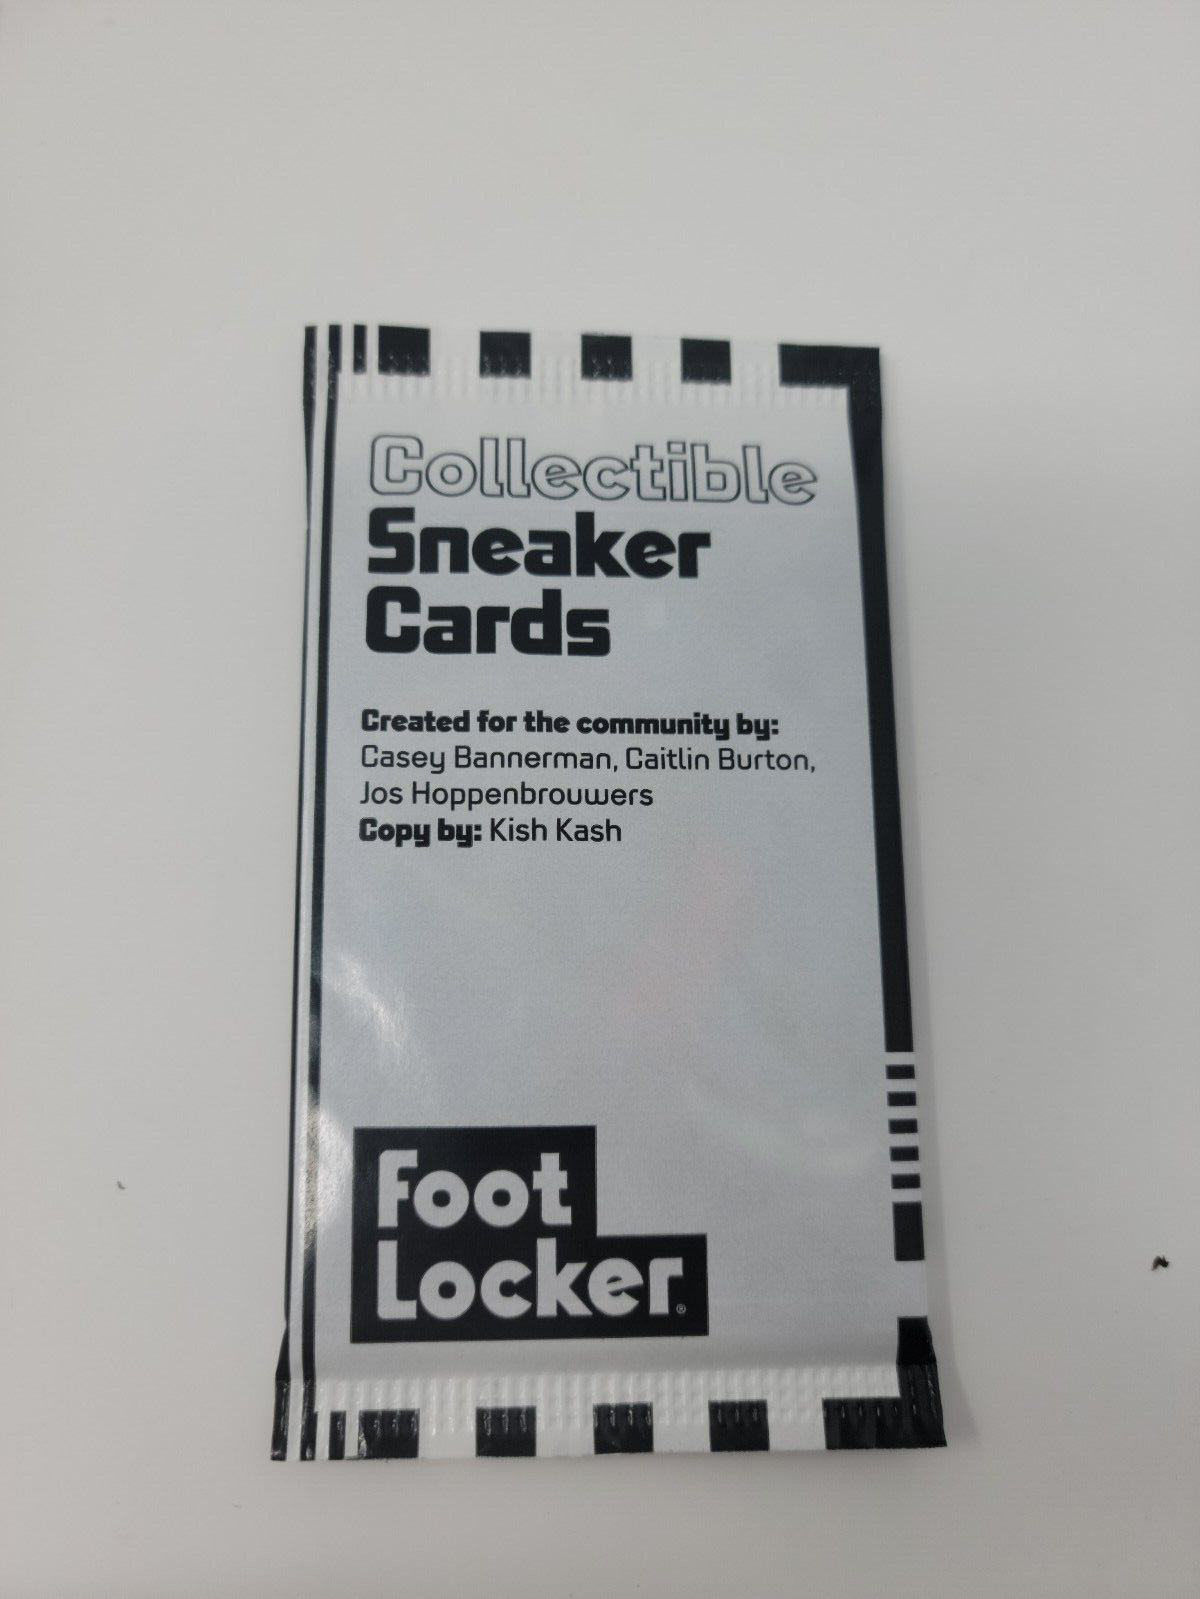 Collectible
Sneaker
Cards
Created for the community by:
Casey Bannerman, Caitlin Burton,
Jos Hoppenbrouwers
Copy by: Kish Kash
Foot
Locker®